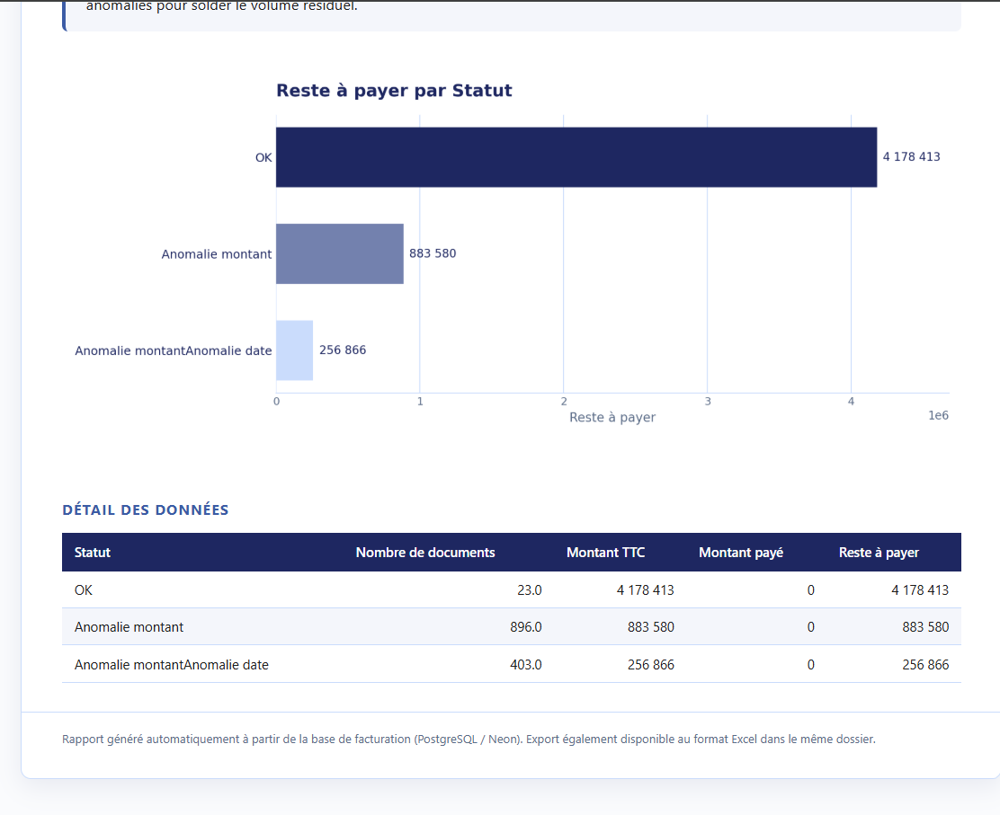 anomalies pour solder le volume résiduel.
Reste à payer par Statut
OK
4 178 413
Anomalie montant
883 580
Anomalie montantAnomalie date
256 866
0 1 2 3 4
Reste à payer
1e6
DÉTAIL DES DONNÉES
Statut Nombre de documents Montant TTC Montant payé Reste à payer
OK 23.0 4 178 413 0 4 178 413
Anomalie montant 896.0 883 580 0 883 580
Anomalie montantAnomalie date 403.0 256 866 0 256 866
Rapport généré automatiquement à partir de la base de facturation (PostgreSQL / Neon). Export également disponible au format Excel dans le même dossier.